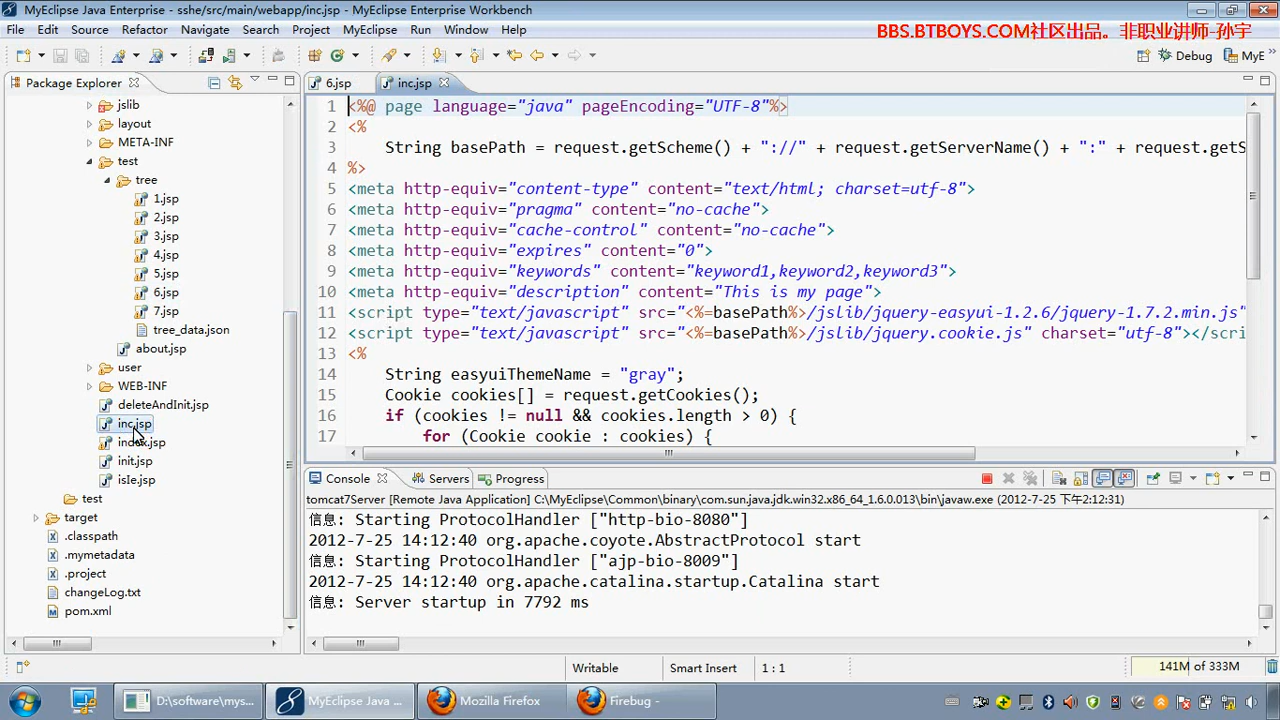 MyEclipse Java Enterprise - sshe/src/main/webapp/inc.jsp - MyEclipse Enterprise Workbench
File Edit Source Refactor Navigate Search Project MyEclipse Run Window Help
BBS.BTBOYS.COM社区出品。非职业讲师-孙宇
Debug MyE
Package Explorer
jslib
layout
META-INF
test
tree
1.jsp
2.jsp
3.jsp
4.jsp
5.jsp
6.jsp
7.jsp
tree_data.json
about.jsp
user
WEB-INF
deleteAndInit.jsp
inc.jsp
index.jsp
init.jsp
isIe.jsp
test
target
.classpath
.mymetadata
.project
changeLog.txt
pom.xml
6.jsp inc.jsp
1 <%@ page language="java" pageEncoding="UTF-8"%>
2 <%
3 String basePath = request.getScheme() + "://" + request.getServerName() + ":" + request.getS
4 %>
5 <meta http-equiv="content-type" content="text/html; charset=utf-8">
6 <meta http-equiv="pragma" content="no-cache">
7 <meta http-equiv="cache-control" content="no-cache">
8 <meta http-equiv="expires" content="0">
9 <meta http-equiv="keywords" content="keyword1,keyword2,keyword3">
10 <meta http-equiv="description" content="This is my page">
11 <script type="text/javascript" src="<%=basePath%>/jslib/jquery-easyui-1.2.6/jquery-1.7.2.min.js"
12 <script type="text/javascript" src="<%=basePath%>/jslib/jquery.cookie.js" charset="utf-8"></scri
13 <%
14 String easyuiThemeName = "gray";
15 Cookie cookies[] = request.getCookies();
16 if (cookies != null && cookies.length > 0) {
17 for (Cookie cookie : cookies) {
Console Servers Progress
tomcat7Server [Remote Java Application] C:\MyEclipse\Common\binary\com.sun.java.jdk.win32.x86_64_1.6.0.013\bin\javaw.exe (2012-7-25 下午2:12:31)
信息: Starting ProtocolHandler ["http-bio-8080"]
2012-7-25 14:12:40 org.apache.coyote.AbstractProtocol start
信息: Starting ProtocolHandler ["ajp-bio-8009"]
2012-7-25 14:12:40 org.apache.catalina.startup.Catalina start
信息: Server startup in 7792 ms
Writable Smart Insert 1 : 1 141M of 333M
D:\software\mys... MyEclipse Java ... Mozilla Firefox Firebug -